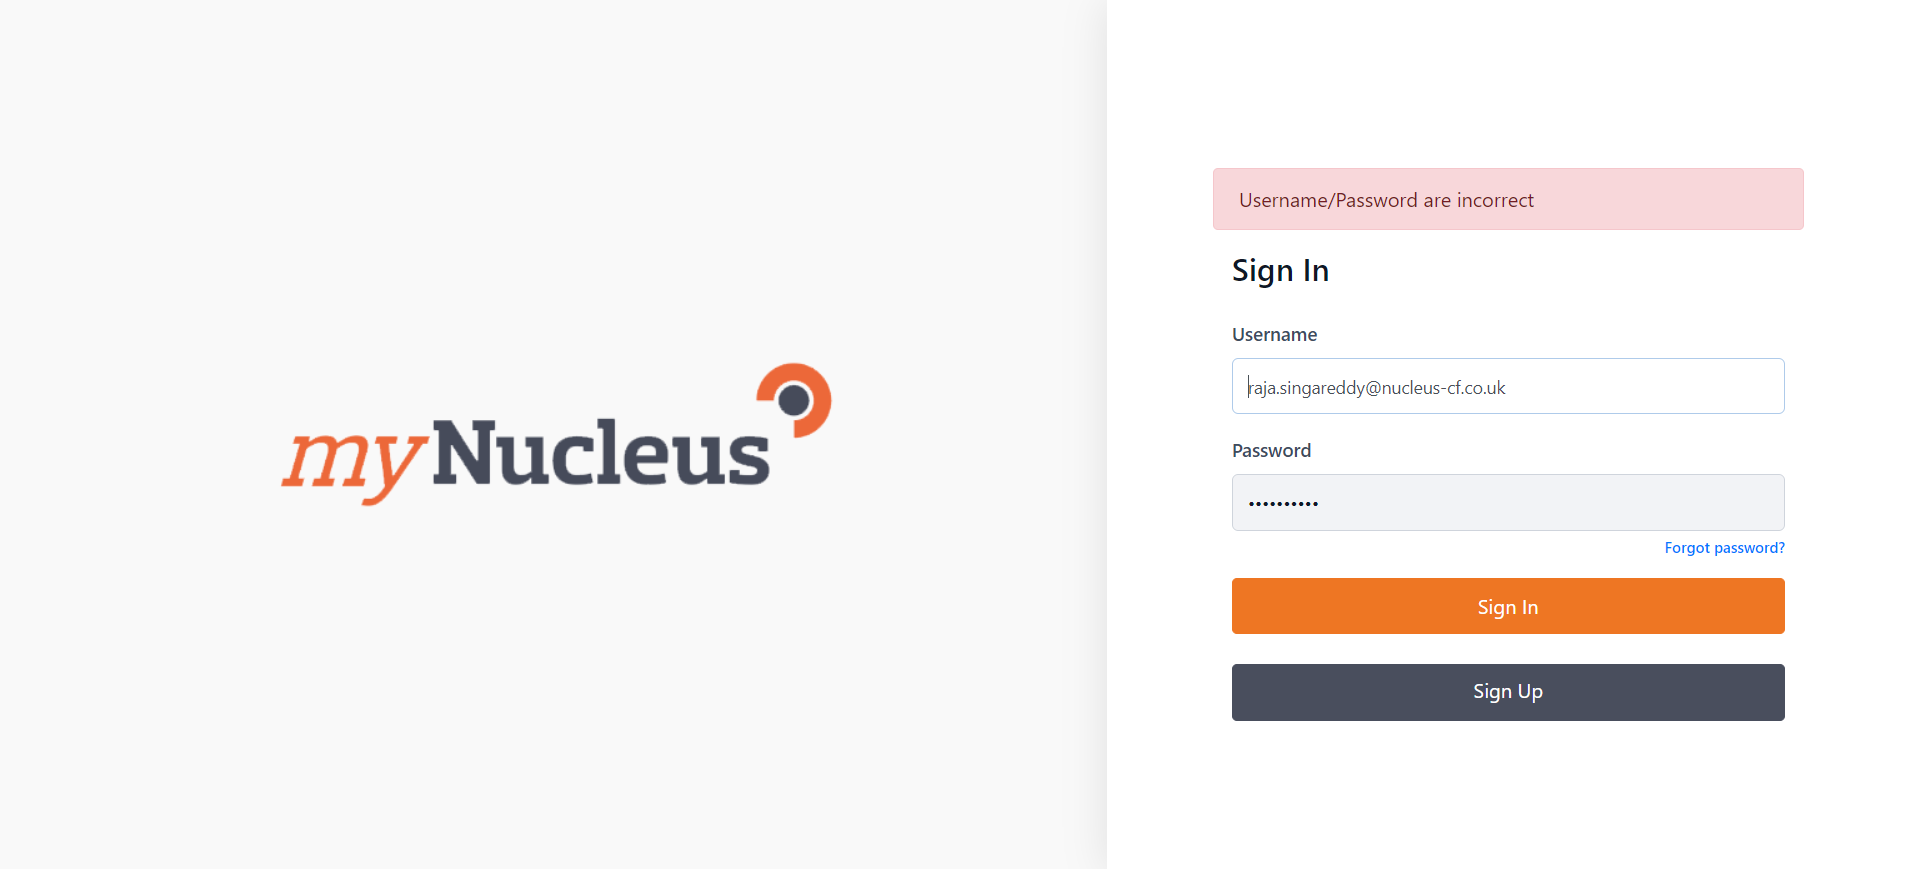 myNucleus
Username/Password are incorrect
Sign In
Username
raja.singareddy@nucleus-cf.co.uk
Password
••••••••••
Forgot password?
Sign In
Sign Up